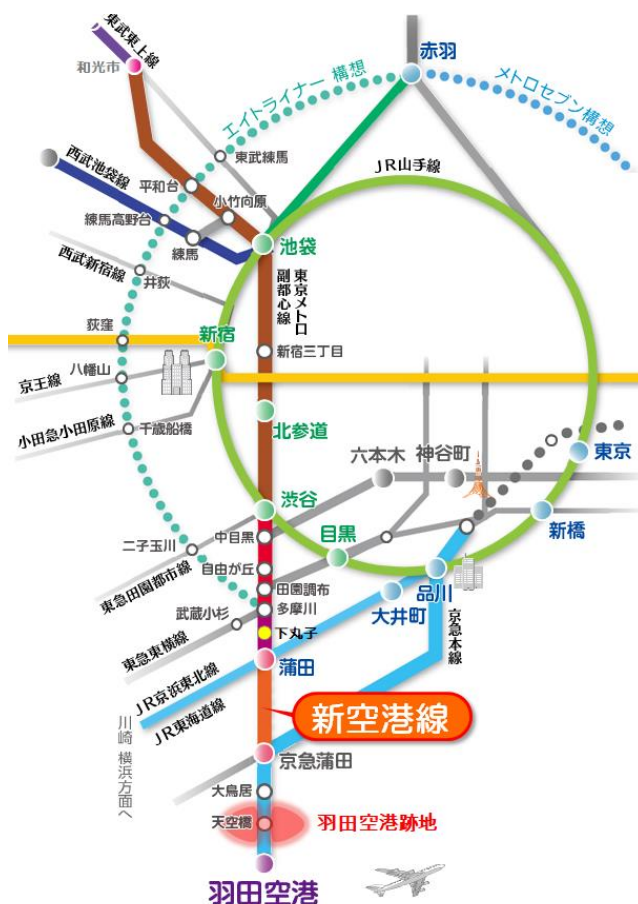 東武東上線
和光市
赤羽
エイトライナー 構想
メトロセブン構想
東武練馬
JR山手線
西武池袋線
平和台
小竹向原
練馬高野台
練馬
池袋
西武新宿線
井荻
東京メトロ
副都心線
荻窪
新宿
新宿三丁目
京王線
八幡山
小田急小田原線
千歳船橋
北参道
六本木
神谷町
東京
渋谷
中目黒
目黒
新橋
二子玉川
自由が丘
東急田園都市線
田園調布
品川
武蔵小杉
多摩川
大井町
東急東横線
下丸子
京急本線
JR京浜東北線
蒲田
JR東海道線
新空港線
川崎 横浜方面へ
京急蒲田
大鳥居
天空橋
羽田空港跡地
羽田空港